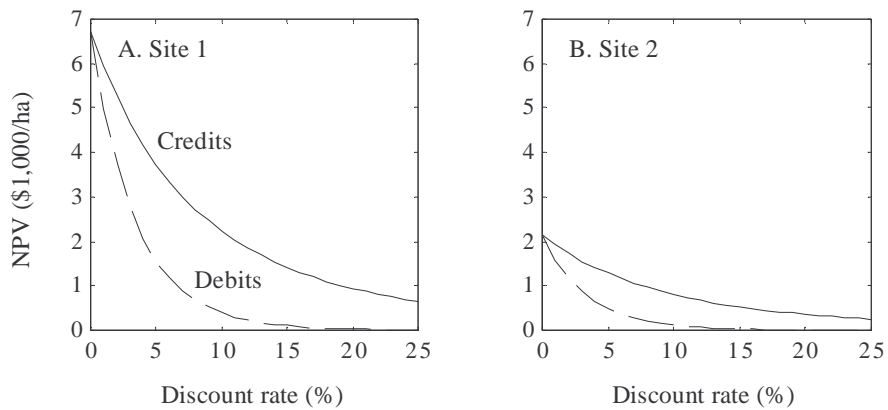 A. Site 1
Credits
Debits
NPV ($1,000/ha)
7
6
5
4
3
2
1
0
0 5 10 15 20 25
Discount rate (%)
B. Site 2
7
6
5
4
3
2
1
0
0 5 10 15 20 25
Discount rate (%)